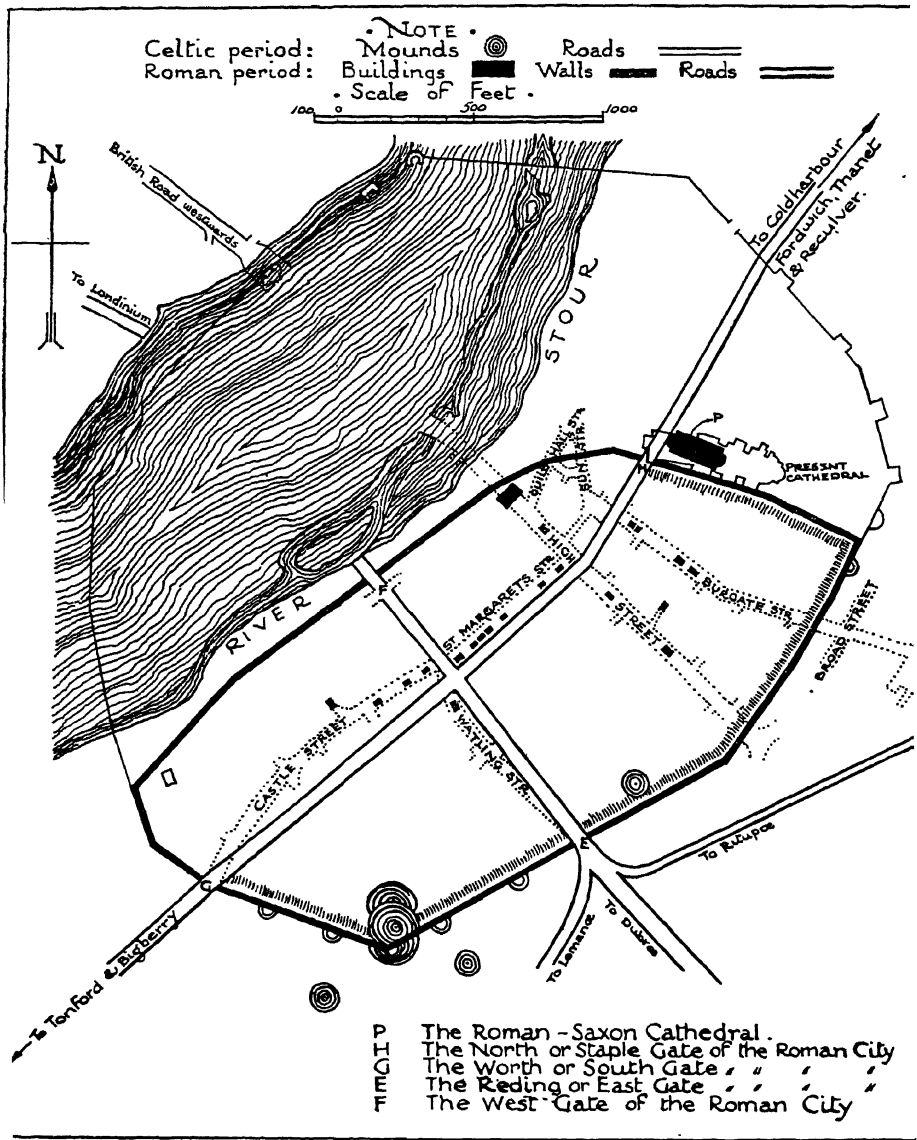 • NOTE •
Celtic period: Mounds Roads
Roman period: Buildings Walls Roads
• Scale of Feet •
100 0 500 1000
N
British Road westwards
To Londinium
To Coldharbour
Fordwich, Thanet
& Reculver.
STOUR
RIVER
P
PRESENT
CATHEDRAL
H
SUN STR.
HIGH
STREET
BURGATE STR.
BROAD STREET
F
ST MARGARETS STR.
CASTLE STREET
WATLING STR.
E
To Ritupae
G
To Lemanae
To Dubrae
To Tonford & Bigberry
P The Roman-Saxon Cathedral.
H The North or Staple Gate of the Roman City
G The Worth or South Gate " " " "
E The Reding or East Gate " " " "
F The West Gate of the Roman City